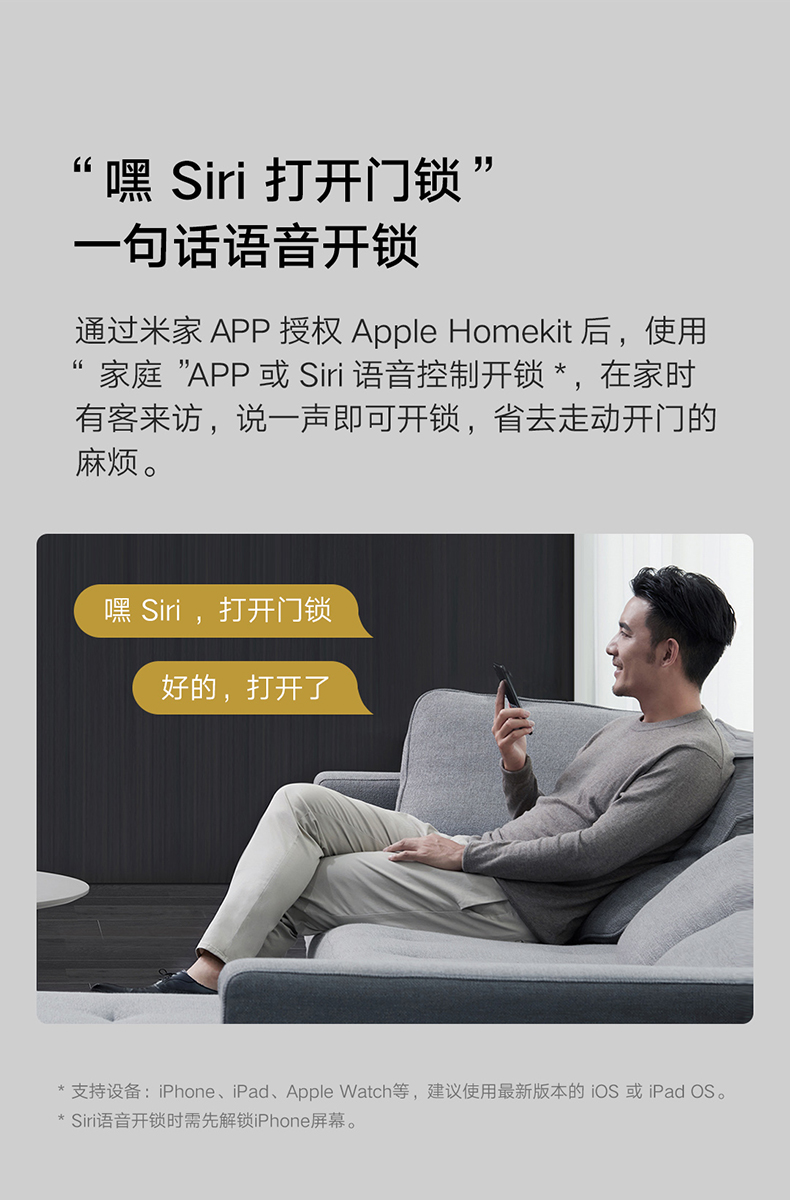 “嘿 Siri 打开门锁”
一句话语音开锁
通过米家 APP 授权 Apple Homekit 后，使用
“ 家庭 ”APP 或 Siri 语音控制开锁 *，在家时
有客来访，说一声即可开锁，省去走动开门的
麻烦。
嘿 Siri ，打开门锁
好的，打开了
* 支持设备：iPhone、iPad、Apple Watch等，建议使用最新版本的 iOS 或 iPad OS。
* Siri语音开锁时需先解锁iPhone屏幕。